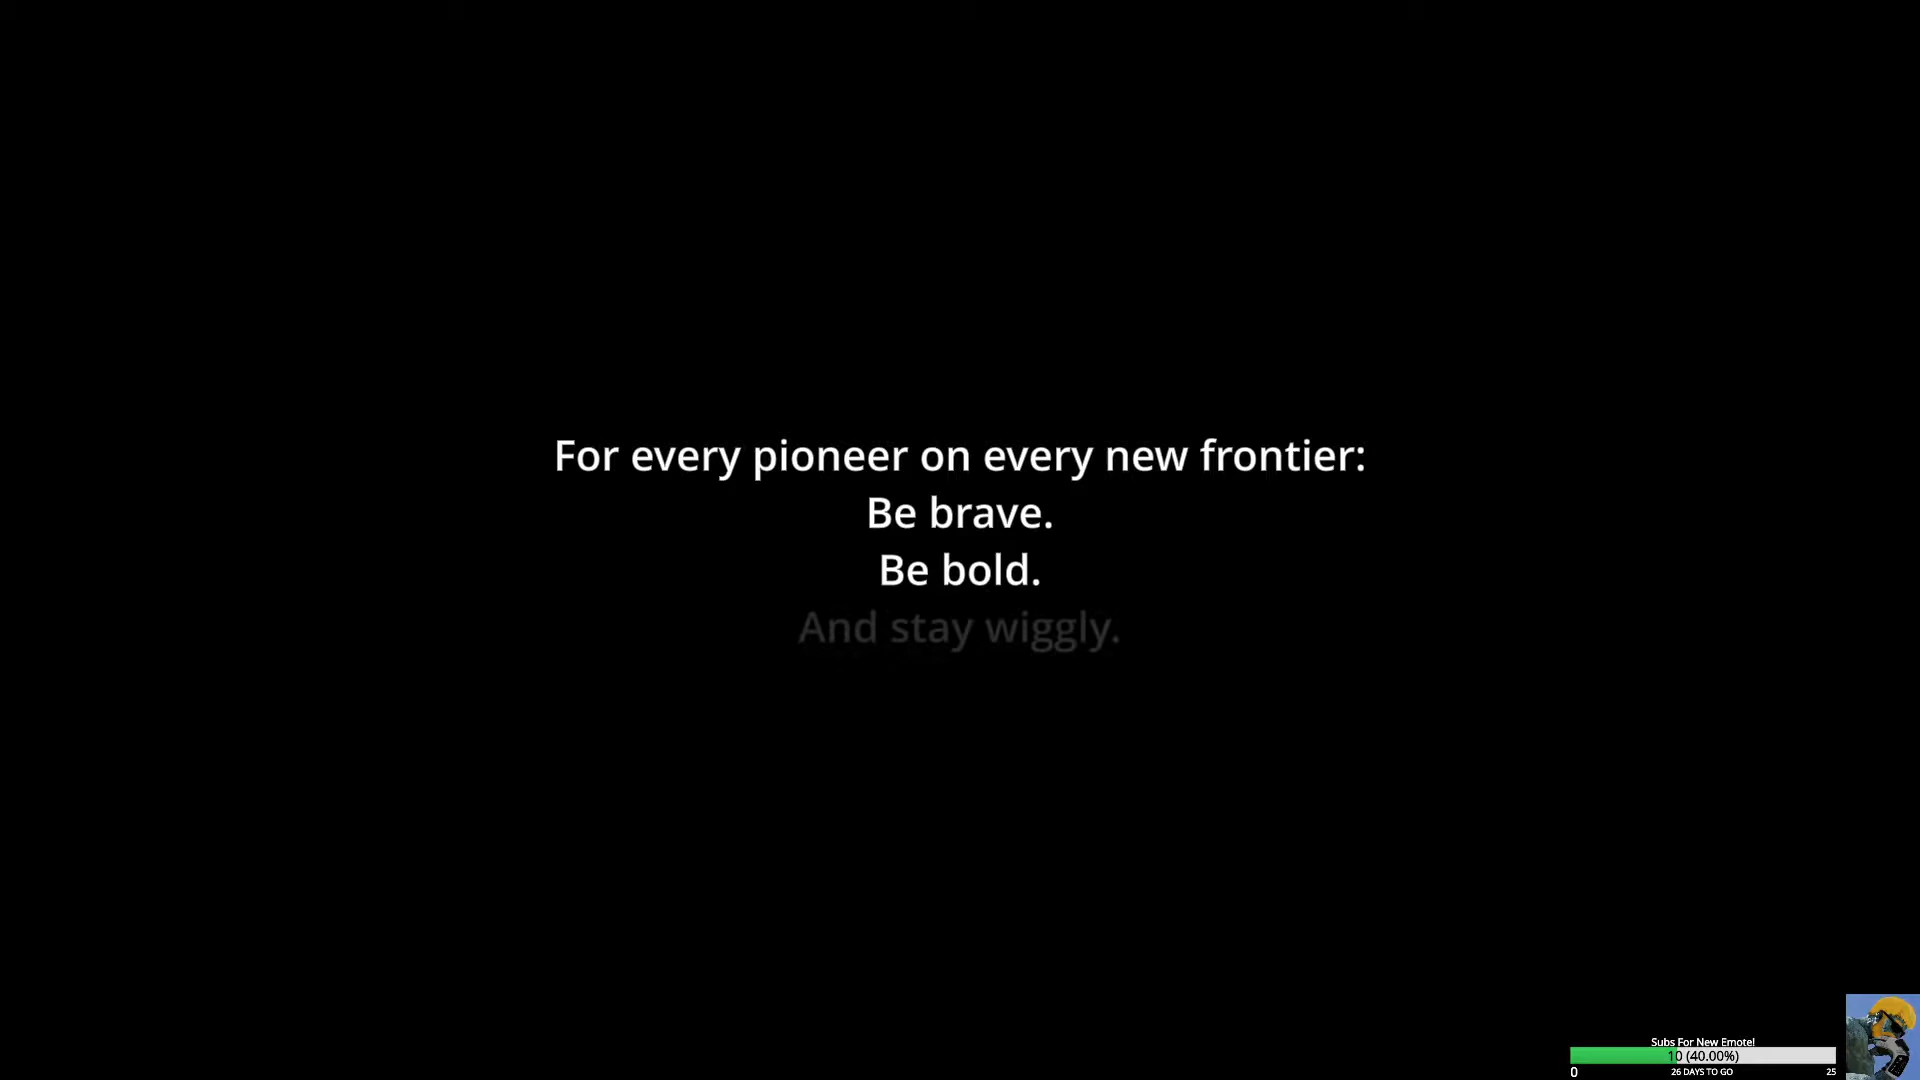 For every pioneer on every new frontier:
Be brave.
Be bold.
And stay wiggly.
Subs For New Emote!
10 (40.00%)
0
26 DAYS TO GO
25